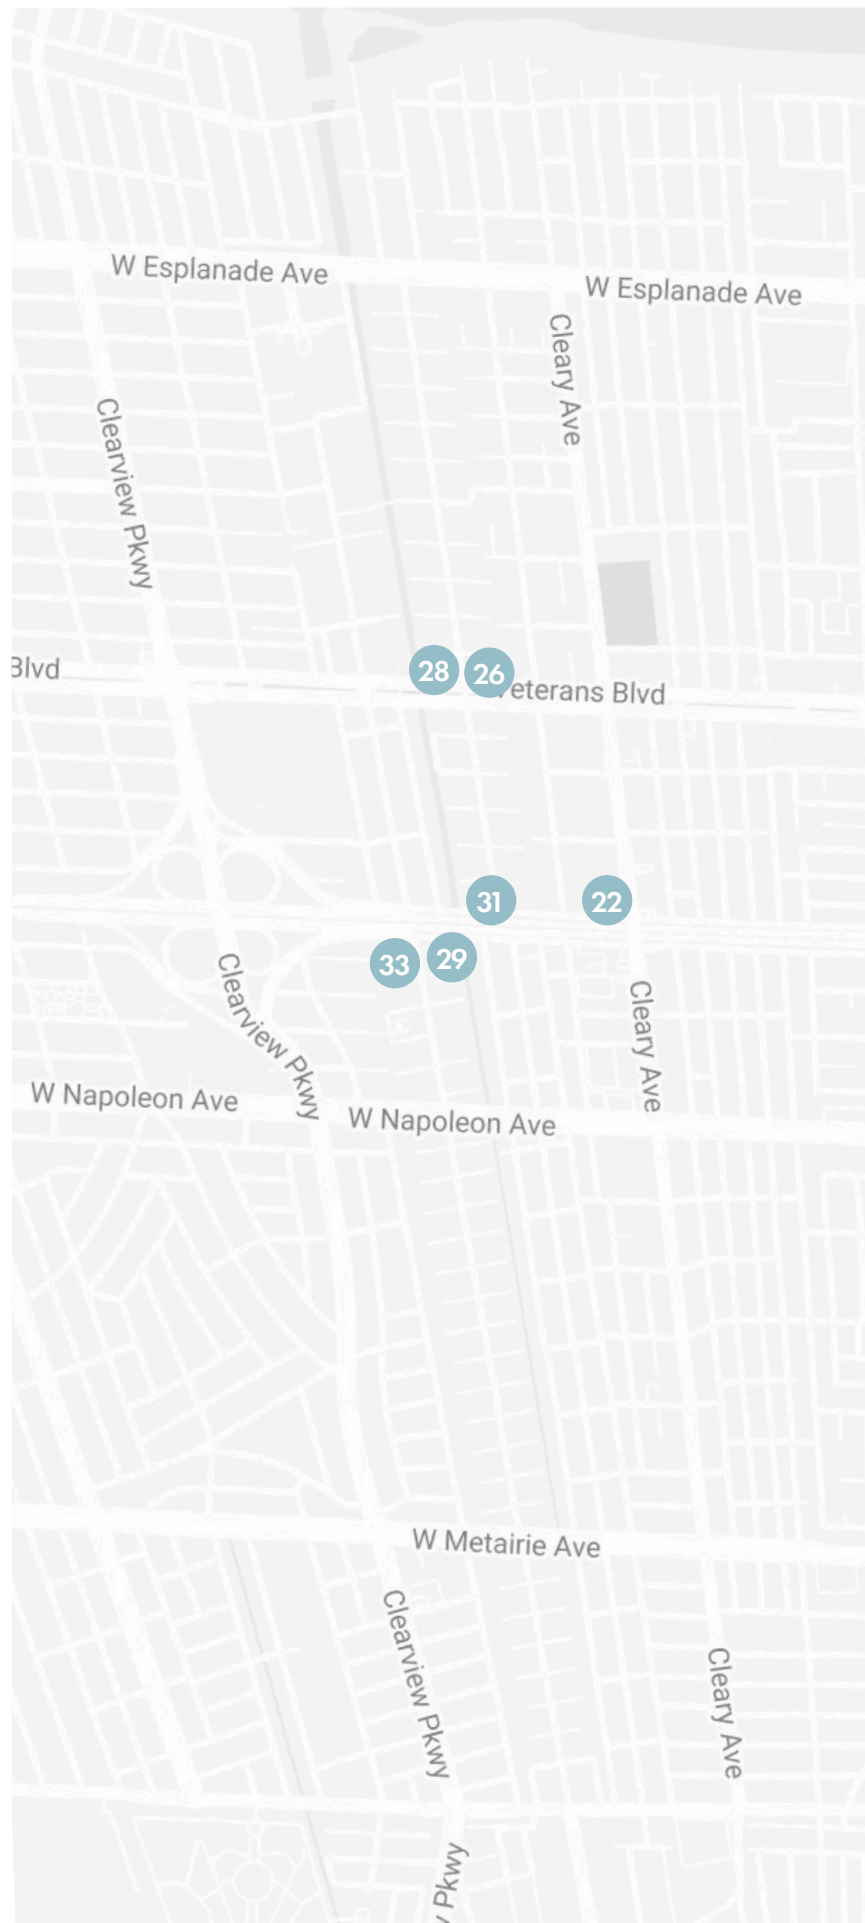 W Esplanade Ave
W Esplanade Ave
Cleary Ave
Clearview Pkwy
28
26
Blvd
eterans Blvd
31
22
33
29
Clearview Pkwy
Cleary Ave
W Napoleon Ave
W Napoleon Ave
W Metairie Ave
Clearview Pkwy
Cleary Ave
Pkwy